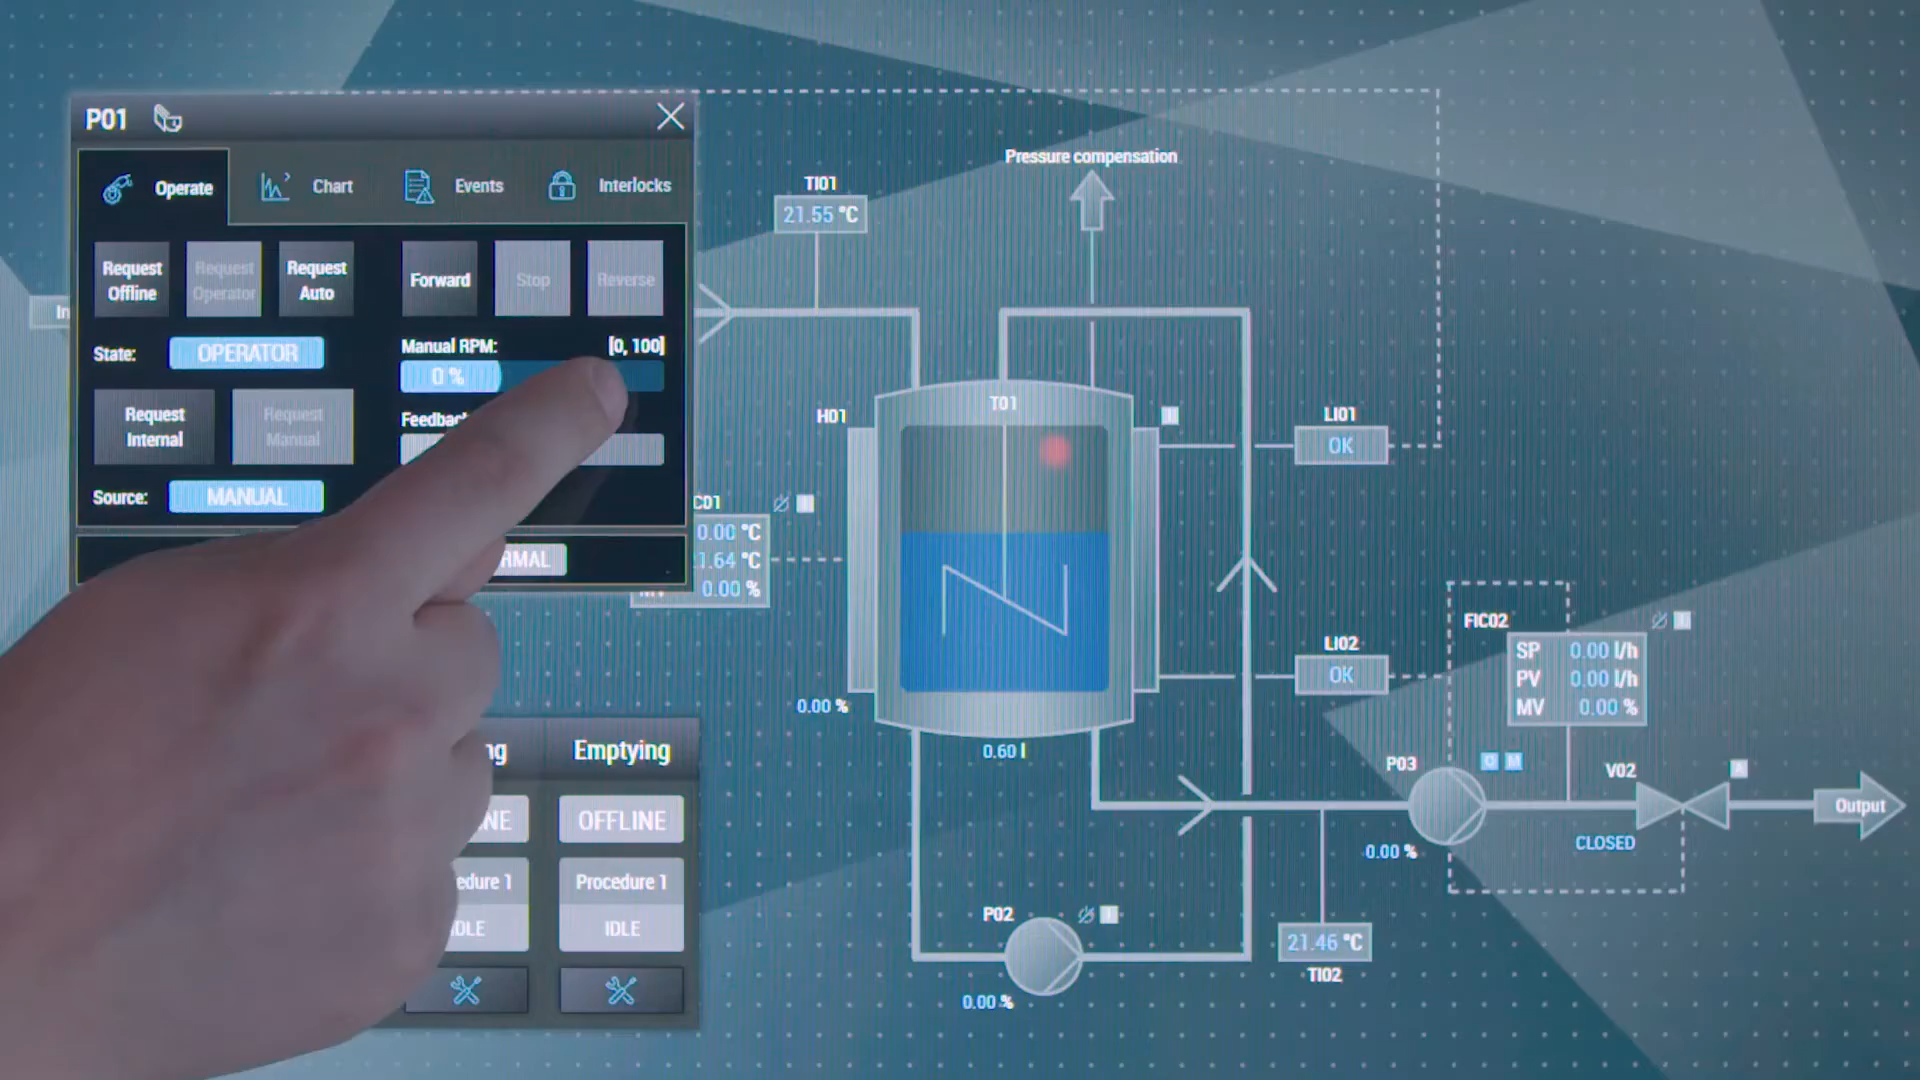 P01
Operate
Chart
Events
Interlocks
Request
Offline
Request
Operator
Request
Auto
Forward
Stop
Reverse
State:
OPERATOR
Manual RPM:
[0, 100]
0 %
Request
Internal
Request
Manual
Source:
MANUAL
TI01
21.55 °C
Pressure compensation
H01
T01
LI01
OK
0.00 °C
°C
0.00 %
0.00 %
0.60 l
LI02
OK
FIC02
SP 0.00 l/h
PV 0.00 l/h
MV 0.00 %
P03
O M
0.00 %
V02
A
CLOSED
Output
Emptying
OFFLINE
Procedure 1
IDLE
P02
0.00 %
21.46 °C
TI02